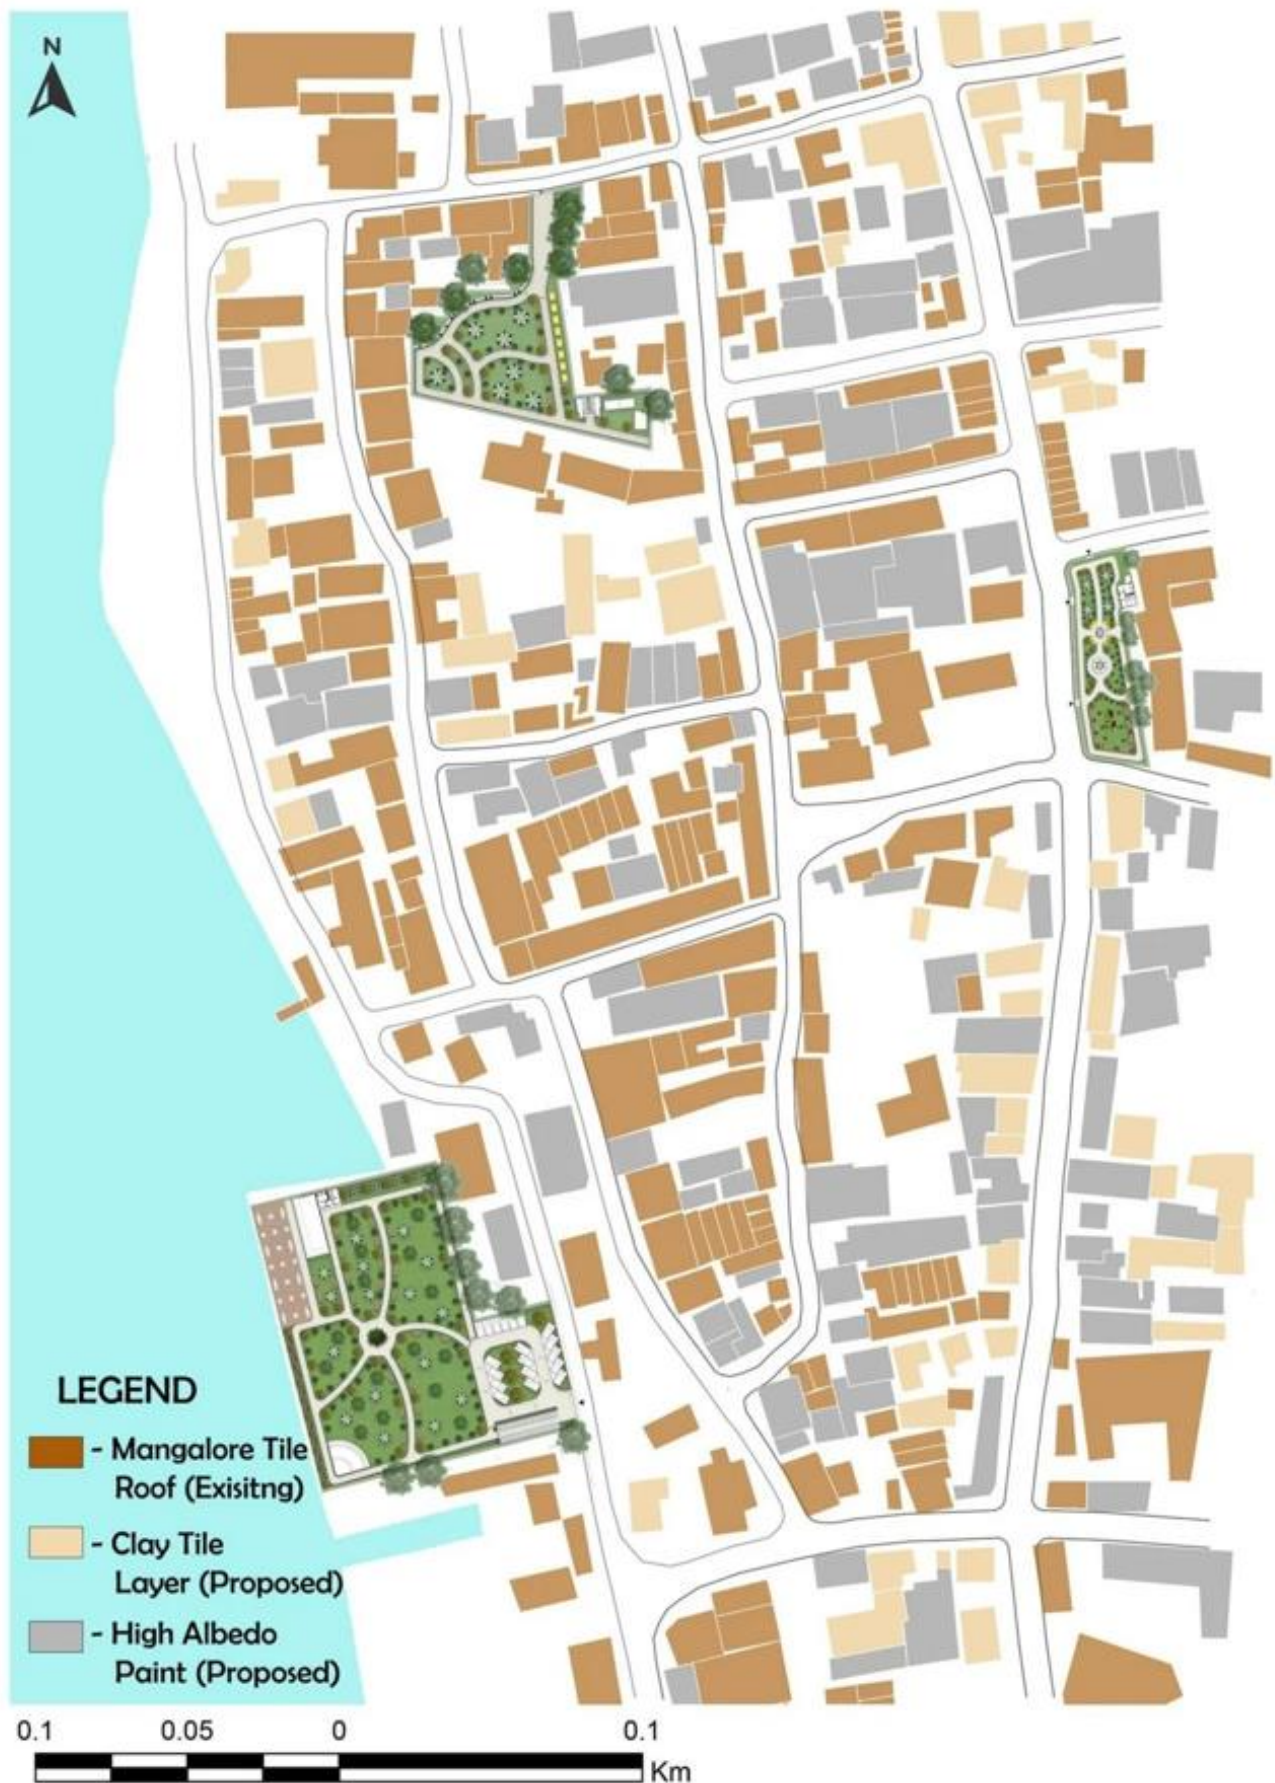 N
LEGEND
- Mangalore Tile
Roof (Exisitng)
- Clay Tile
Layer (Proposed)
- High Albedo
Paint (Proposed)
0.1 0.05 0 0.1
Km